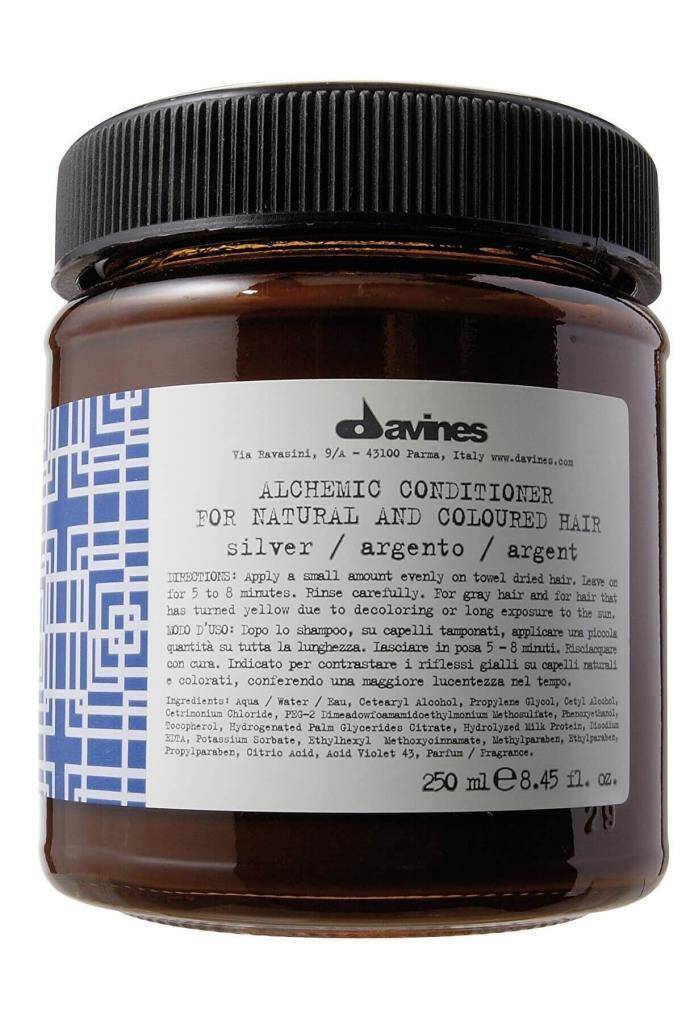 davines
Via Ravasini, 9/A - 43100 Parma, Italy www.davines.com
ALCHEMIC CONDITIONER
FOR NATURAL AND COLOURED HAIR
silver / argento / argent
DIRECTIONS: Apply a small amount evenly on towel dried hair. Leave on
for 5 to 8 minutes. Rinse carefully. For gray hair and for hair that
has turned yellow due to decoloring or long exposure to the sun.
MODO D'USO: Dopo lo shampoo, su capelli tamponati, applicare una piccola
quantità su tutta la lunghezza. Lasciare in posa 5 - 8 minuti. Risciacquare
con cura. Indicato per contrastare i riflessi gialli su capelli naturali
e colorati, conferendo una maggiore lucentezza nel tempo.
Ingredients: Aqua / Water / Eau, Cetearyl Alcohol, Propylene Glycol, Cetyl Alcohol,
Cetrimonium Chloride, PEG-2 Dimeadowfoamamidoethylmonium Methosulfate, Phenoxyethanol,
Tocopherol, Hydrogenated Palm Glycerides Citrate, Hydrolyzed Milk Protein, Disodium
EDTA, Potassium Sorbate, Ethylhexyl Methoxycinnamate, Methylparaben, Ethylparaben,
Propylparaben, Citric Acid, Acid Violet 43, Parfum / Fragrance.
250 ml ℮ 8.45 fl. oz.